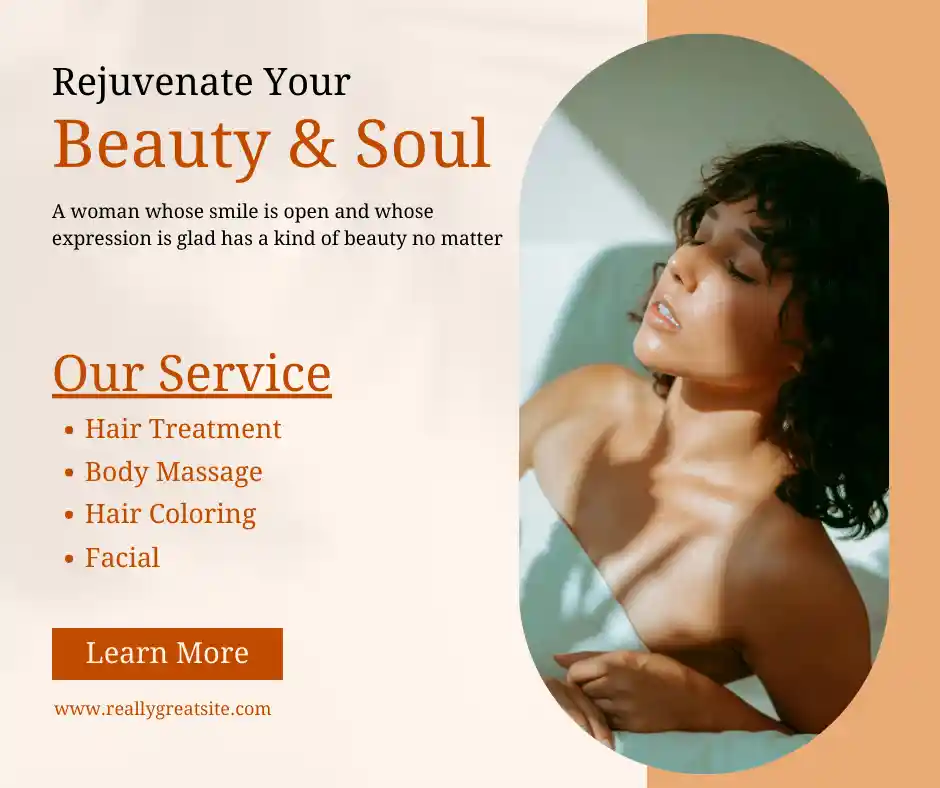 Rejuvenate Your
Beauty & Soul
A woman whose smile is open and whose
expression is glad has a kind of beauty no matter
Our Service
• Hair Treatment
• Body Massage
• Hair Coloring
• Facial
Learn More
www.reallygreatsite.com